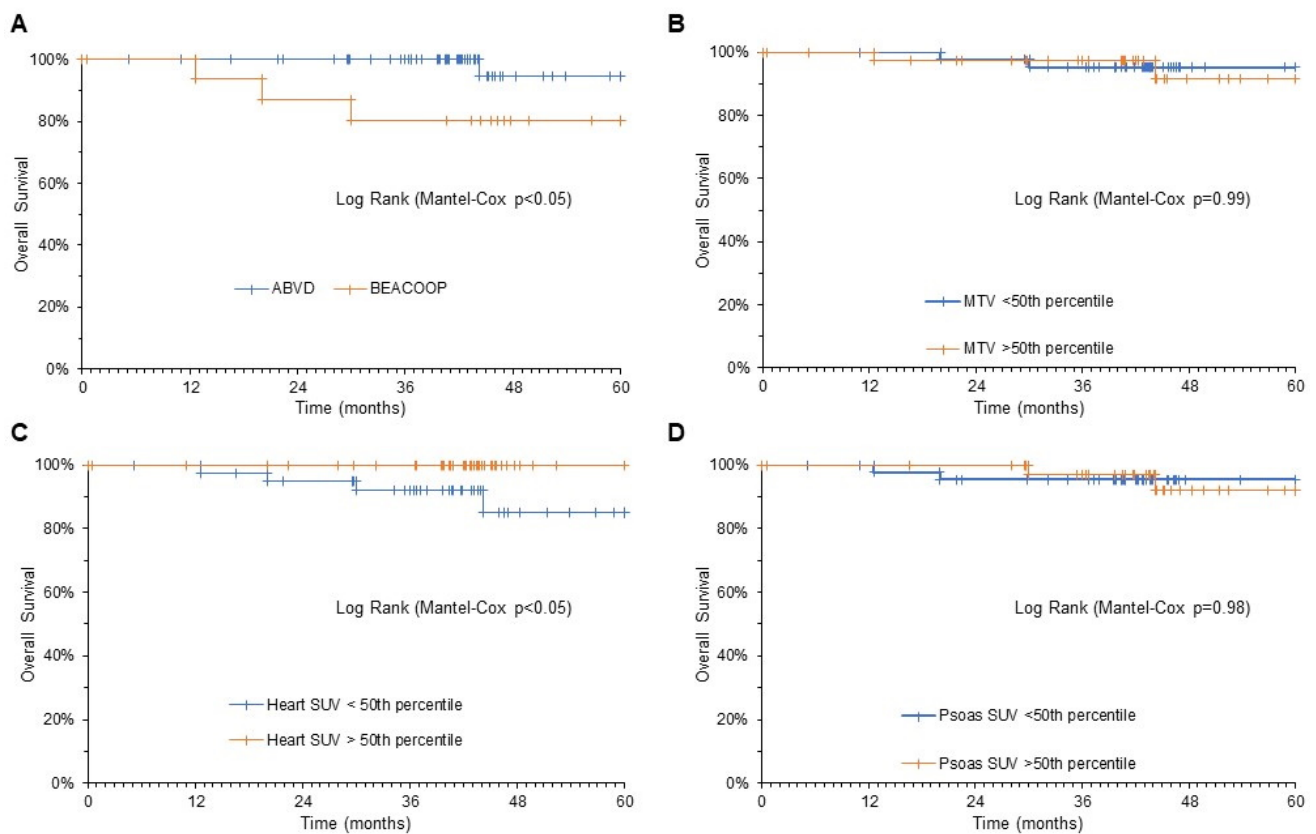 A
100%
80%
60%
40%
20%
0%
Overall Survival
Log Rank (Mantel-Cox p<0.05)
ABVD BEACOOP
0 12 24 36 48 60
Time (months)
B
100%
80%
60%
40%
20%
0%
Overall Survival
Log Rank (Mantel-Cox p=0.99)
MTV <50th percentile
MTV >50th percentile
0 12 24 36 48 60
Time (months)
C
100%
80%
60%
40%
20%
0%
Overall Survival
Log Rank (Mantel-Cox p<0.05)
Heart SUV < 50th percentile
Heart SUV > 50th percentile
0 12 24 36 48 60
Time (months)
D
100%
80%
60%
40%
20%
0%
Overall Survival
Log Rank (Mantel-Cox p=0.98)
Psoas SUV <50th percentile
Psoas SUV >50th percentile
0 12 24 36 48 60
Time (months)